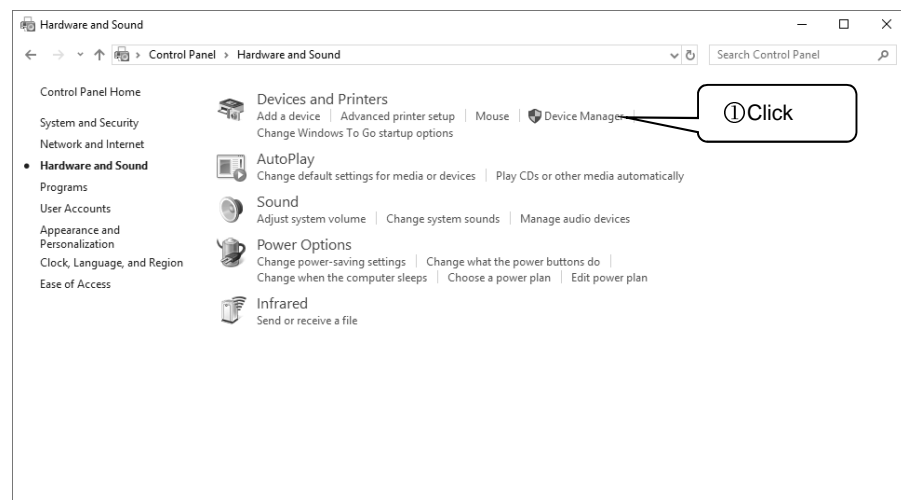 Hardware and Sound
Control Panel > Hardware and Sound
Search Control Panel
Control Panel Home
System and Security
Network and Internet
Hardware and Sound
Programs
User Accounts
Appearance and
Personalization
Clock, Language, and Region
Ease of Access
Devices and Printers
Add a device | Advanced printer setup | Mouse | Device Manager
Change Windows To Go startup options
AutoPlay
Change default settings for media or devices | Play CDs or other media automatically
Sound
Adjust system volume | Change system sounds | Manage audio devices
Power Options
Change power-saving settings | Change what the power buttons do
Change when the computer sleeps | Choose a power plan | Edit power plan
Infrared
Send or receive a file
①Click